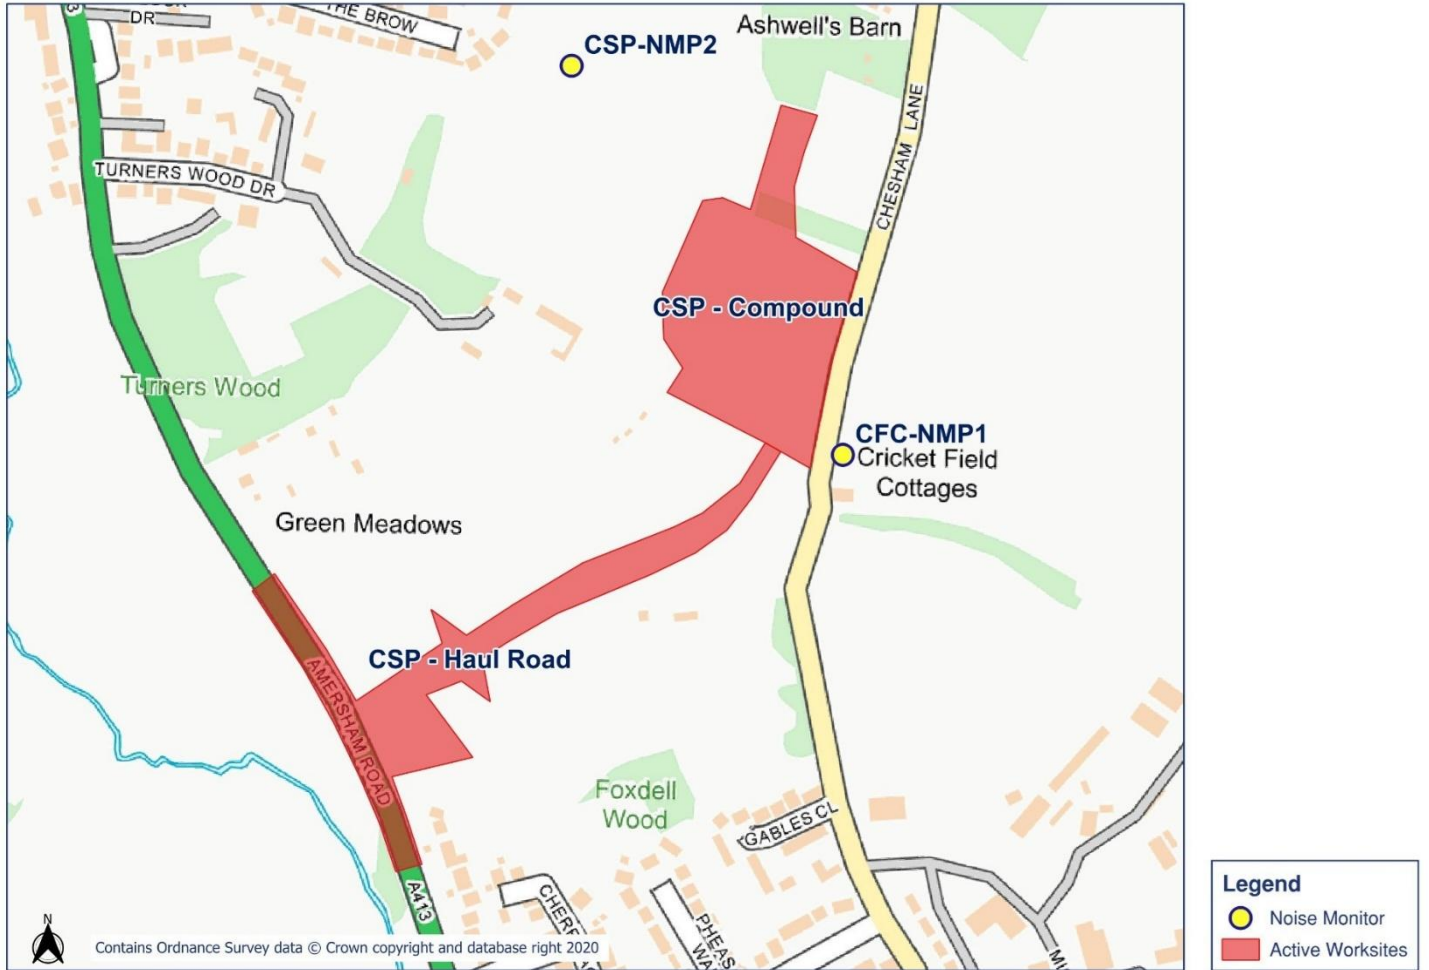 3
DR
THE BROW
Ashwell's Barn
CSP-NMP2
CHESHAM LANE
TURNERS WOOD DR
CSP - Compound
Turners Wood
CFC-NMP1
Cricket Field
Cottages
Green Meadows
CSP - Haul Road
AMERSHAM ROAD
Foxdell
Wood
GABLES CL
A413
N
Contains Ordnance Survey data © Crown copyright and database right 2020
Legend
Noise Monitor
Active Worksites